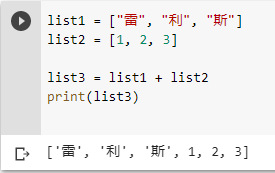 list1 = ["雷", "利", "斯"]
list2 = [1, 2, 3]
list3 = list1 + list2
print(list3)
['雷', '利', '斯', 1, 2, 3]